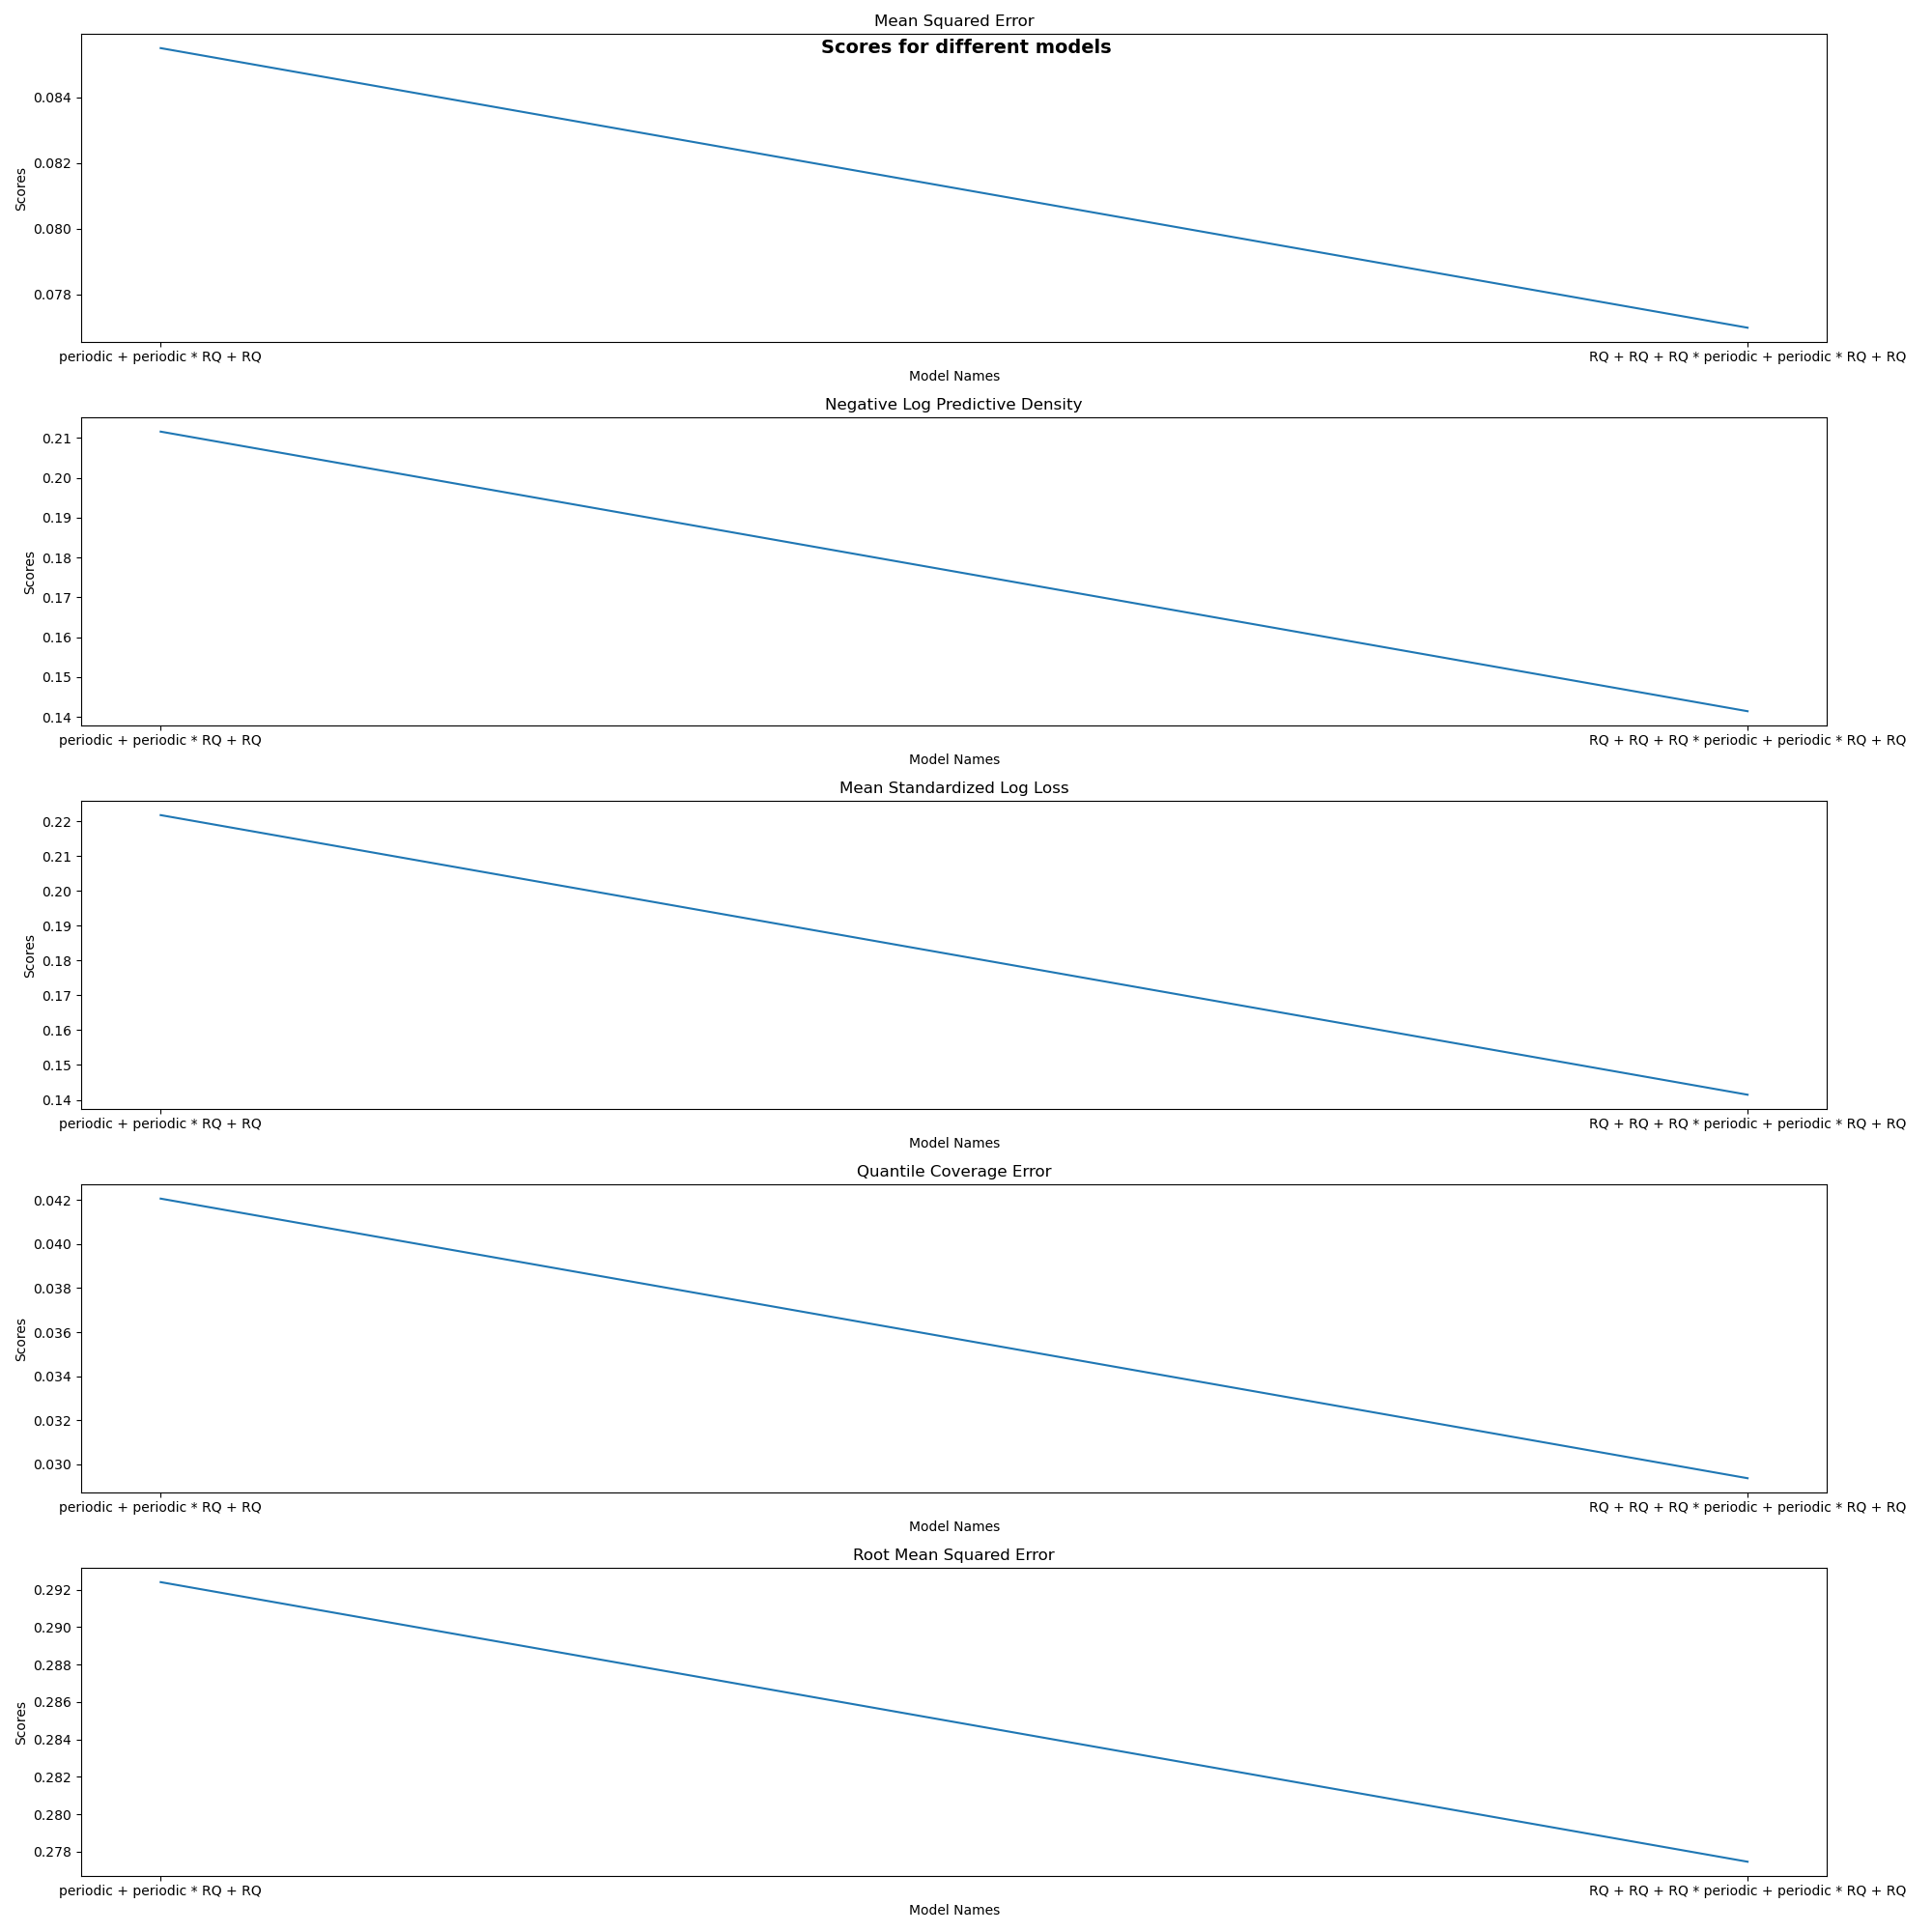 Mean Squared Error
Scores for different models
0.084
0.082
0.080
0.078
Scores
periodic + periodic * RQ + RQ
RQ + RQ + RQ * periodic + periodic * RQ + RQ
Model Names
Negative Log Predictive Density
0.21
0.20
0.19
0.18
0.17
0.16
0.15
0.14
Scores
periodic + periodic * RQ + RQ
RQ + RQ + RQ * periodic + periodic * RQ + RQ
Model Names
Mean Standardized Log Loss
0.22
0.21
0.20
0.19
0.18
0.17
0.16
0.15
0.14
Scores
periodic + periodic * RQ + RQ
RQ + RQ + RQ * periodic + periodic * RQ + RQ
Model Names
Quantile Coverage Error
0.042
0.040
0.038
0.036
0.034
0.032
0.030
Scores
periodic + periodic * RQ + RQ
RQ + RQ + RQ * periodic + periodic * RQ + RQ
Model Names
Root Mean Squared Error
0.292
0.290
0.288
0.286
0.284
0.282
0.280
0.278
Scores
periodic + periodic * RQ + RQ
RQ + RQ + RQ * periodic + periodic * RQ + RQ
Model Names